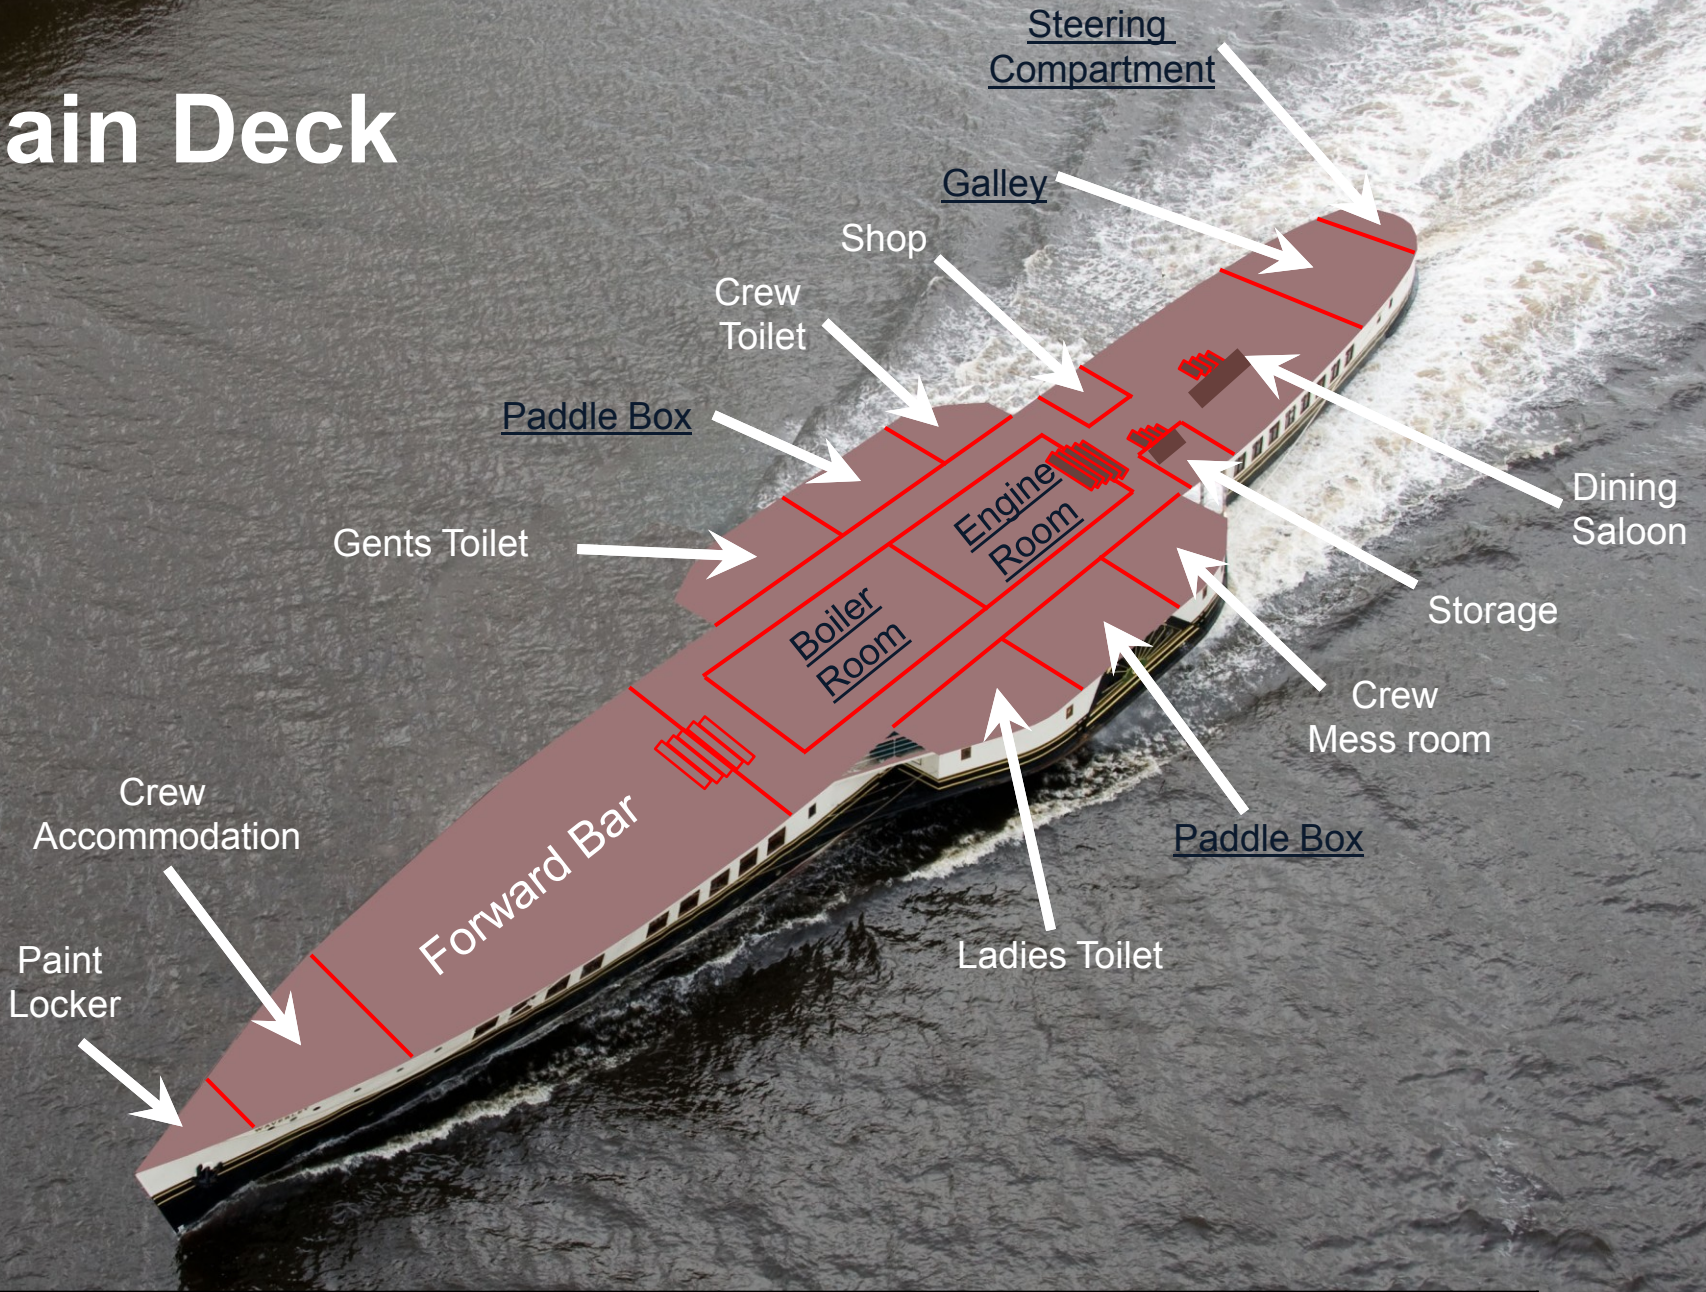 Steering
Compartment
ain Deck
Galley
Shop
Crew
Toilet
Paddle Box
Engine
Room
Dining
Saloon
Gents Toilet
Boiler
Room
Storage
Crew
Mess room
Crew
Accommodation
Forward Bar
Paddle Box
Paint
Locker
Ladies Toilet